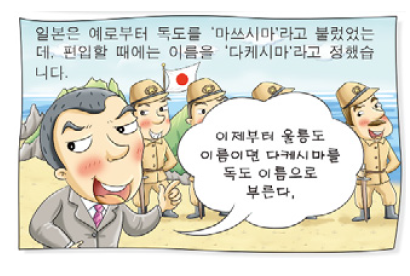 일본은 예로부터 독도를 '마쓰시마'라고 불렀었는
데, 편입할 때에는 이름을 '다케시마'라고 정했습
니다.
이제부터 울릉도
이름이면 다케시마를
독도 이름으로
부른다.